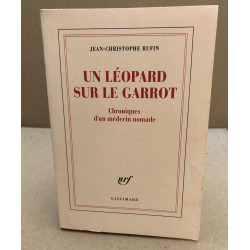 JEAN-CHRISTOPHE RUFIN
UN LÉOPARD
SUR LE GARROT
Chroniques
d'un médecin nomade
nrf
GALLIMARD